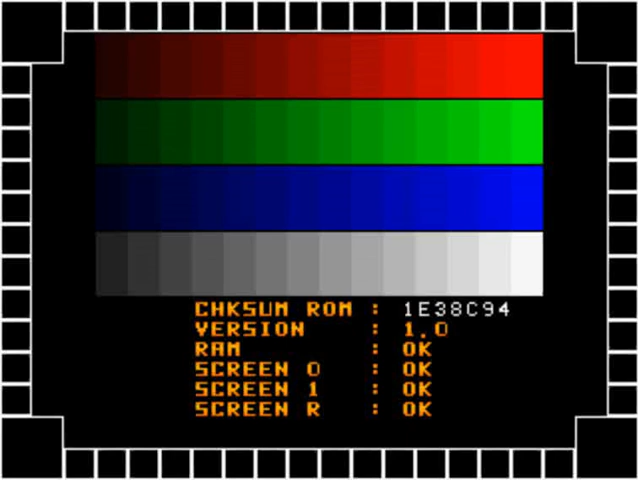 CHKSUM ROM : 1E38C94
VERSION : 1.0
RAM : OK
SCREEN 0 : OK
SCREEN 1 : OK
SCREEN R : OK